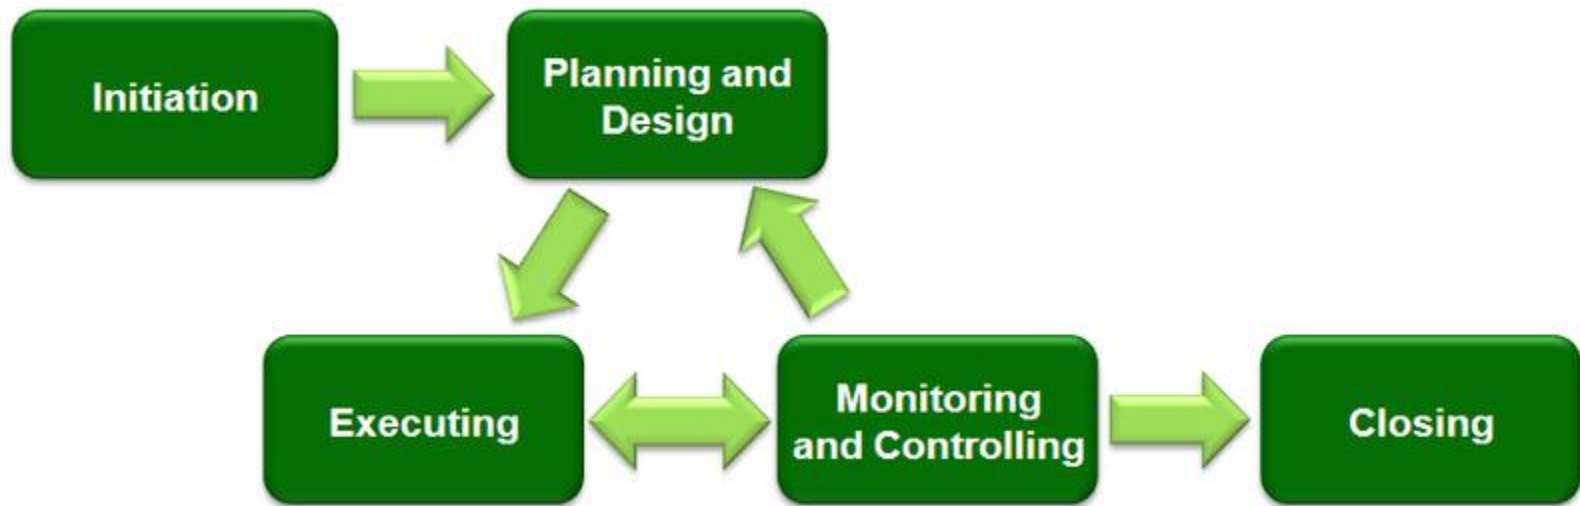 Initiation
Planning and
Design
Executing
Monitoring
and Controlling
Closing